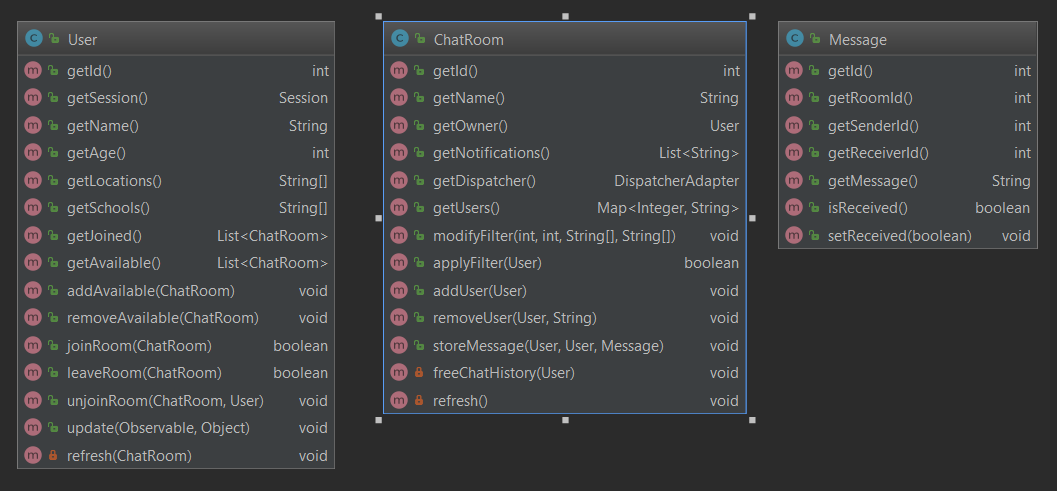 User
getId() int
getSession() Session
getName() String
getAge() int
getLocations() String[]
getSchools() String[]
getJoined() List<ChatRoom>
getAvailable() List<ChatRoom>
addAvailable(ChatRoom) void
removeAvailable(ChatRoom) void
joinRoom(ChatRoom) boolean
leaveRoom(ChatRoom) boolean
unjoinRoom(ChatRoom, User) void
update(Observable, Object) void
refresh(ChatRoom) void
ChatRoom
getId() int
getName() String
getOwner() User
getNotifications() List<String>
getDispatcher() DispatcherAdapter
getUsers() Map<Integer, String>
modifyFilter(int, int, String[], String[]) void
applyFilter(User) boolean
addUser(User) void
removeUser(User, String) void
storeMessage(User, User, Message) void
freeChatHistory(User) void
refresh() void
Message
getId() int
getRoomId() int
getSenderId() int
getReceiverId() int
getMessage() String
isReceived() boolean
setReceived(boolean) void